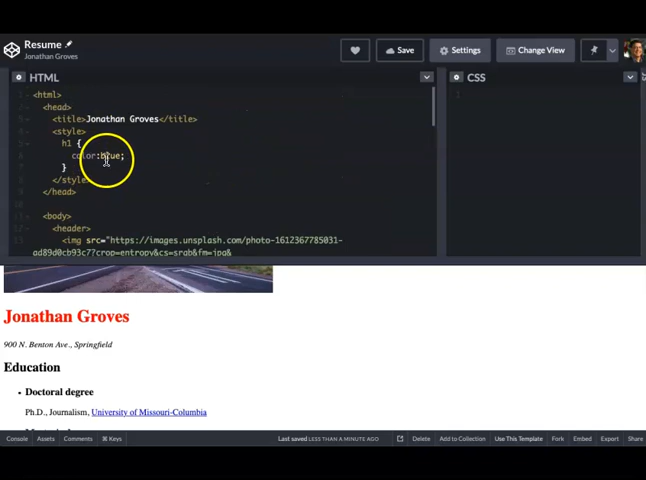 Resume
Jonathan Groves
Save
Settings
Change View
HTML
CSS
1 <html>
<head>
<title>Jonathan Groves</title>
<style>
h1 {
color:blue;
}
</style>
</head>
<body>
<header>
<img src="https://images.unsplash.com/photo-1612367785031-
ad89d0cb93c7?crop=entropy&cs=srgb&fm=jpg&
1
Jonathan Groves
900 N. Benton Ave., Springfield
Education
• Doctoral degree
Ph.D., Journalism, University of Missouri-Columbia
Console Assets Comments ⌘ Keys Last saved LESS THAN A MINUTE AGO Delete Add to Collection Use This Template Fork Embed Export Share